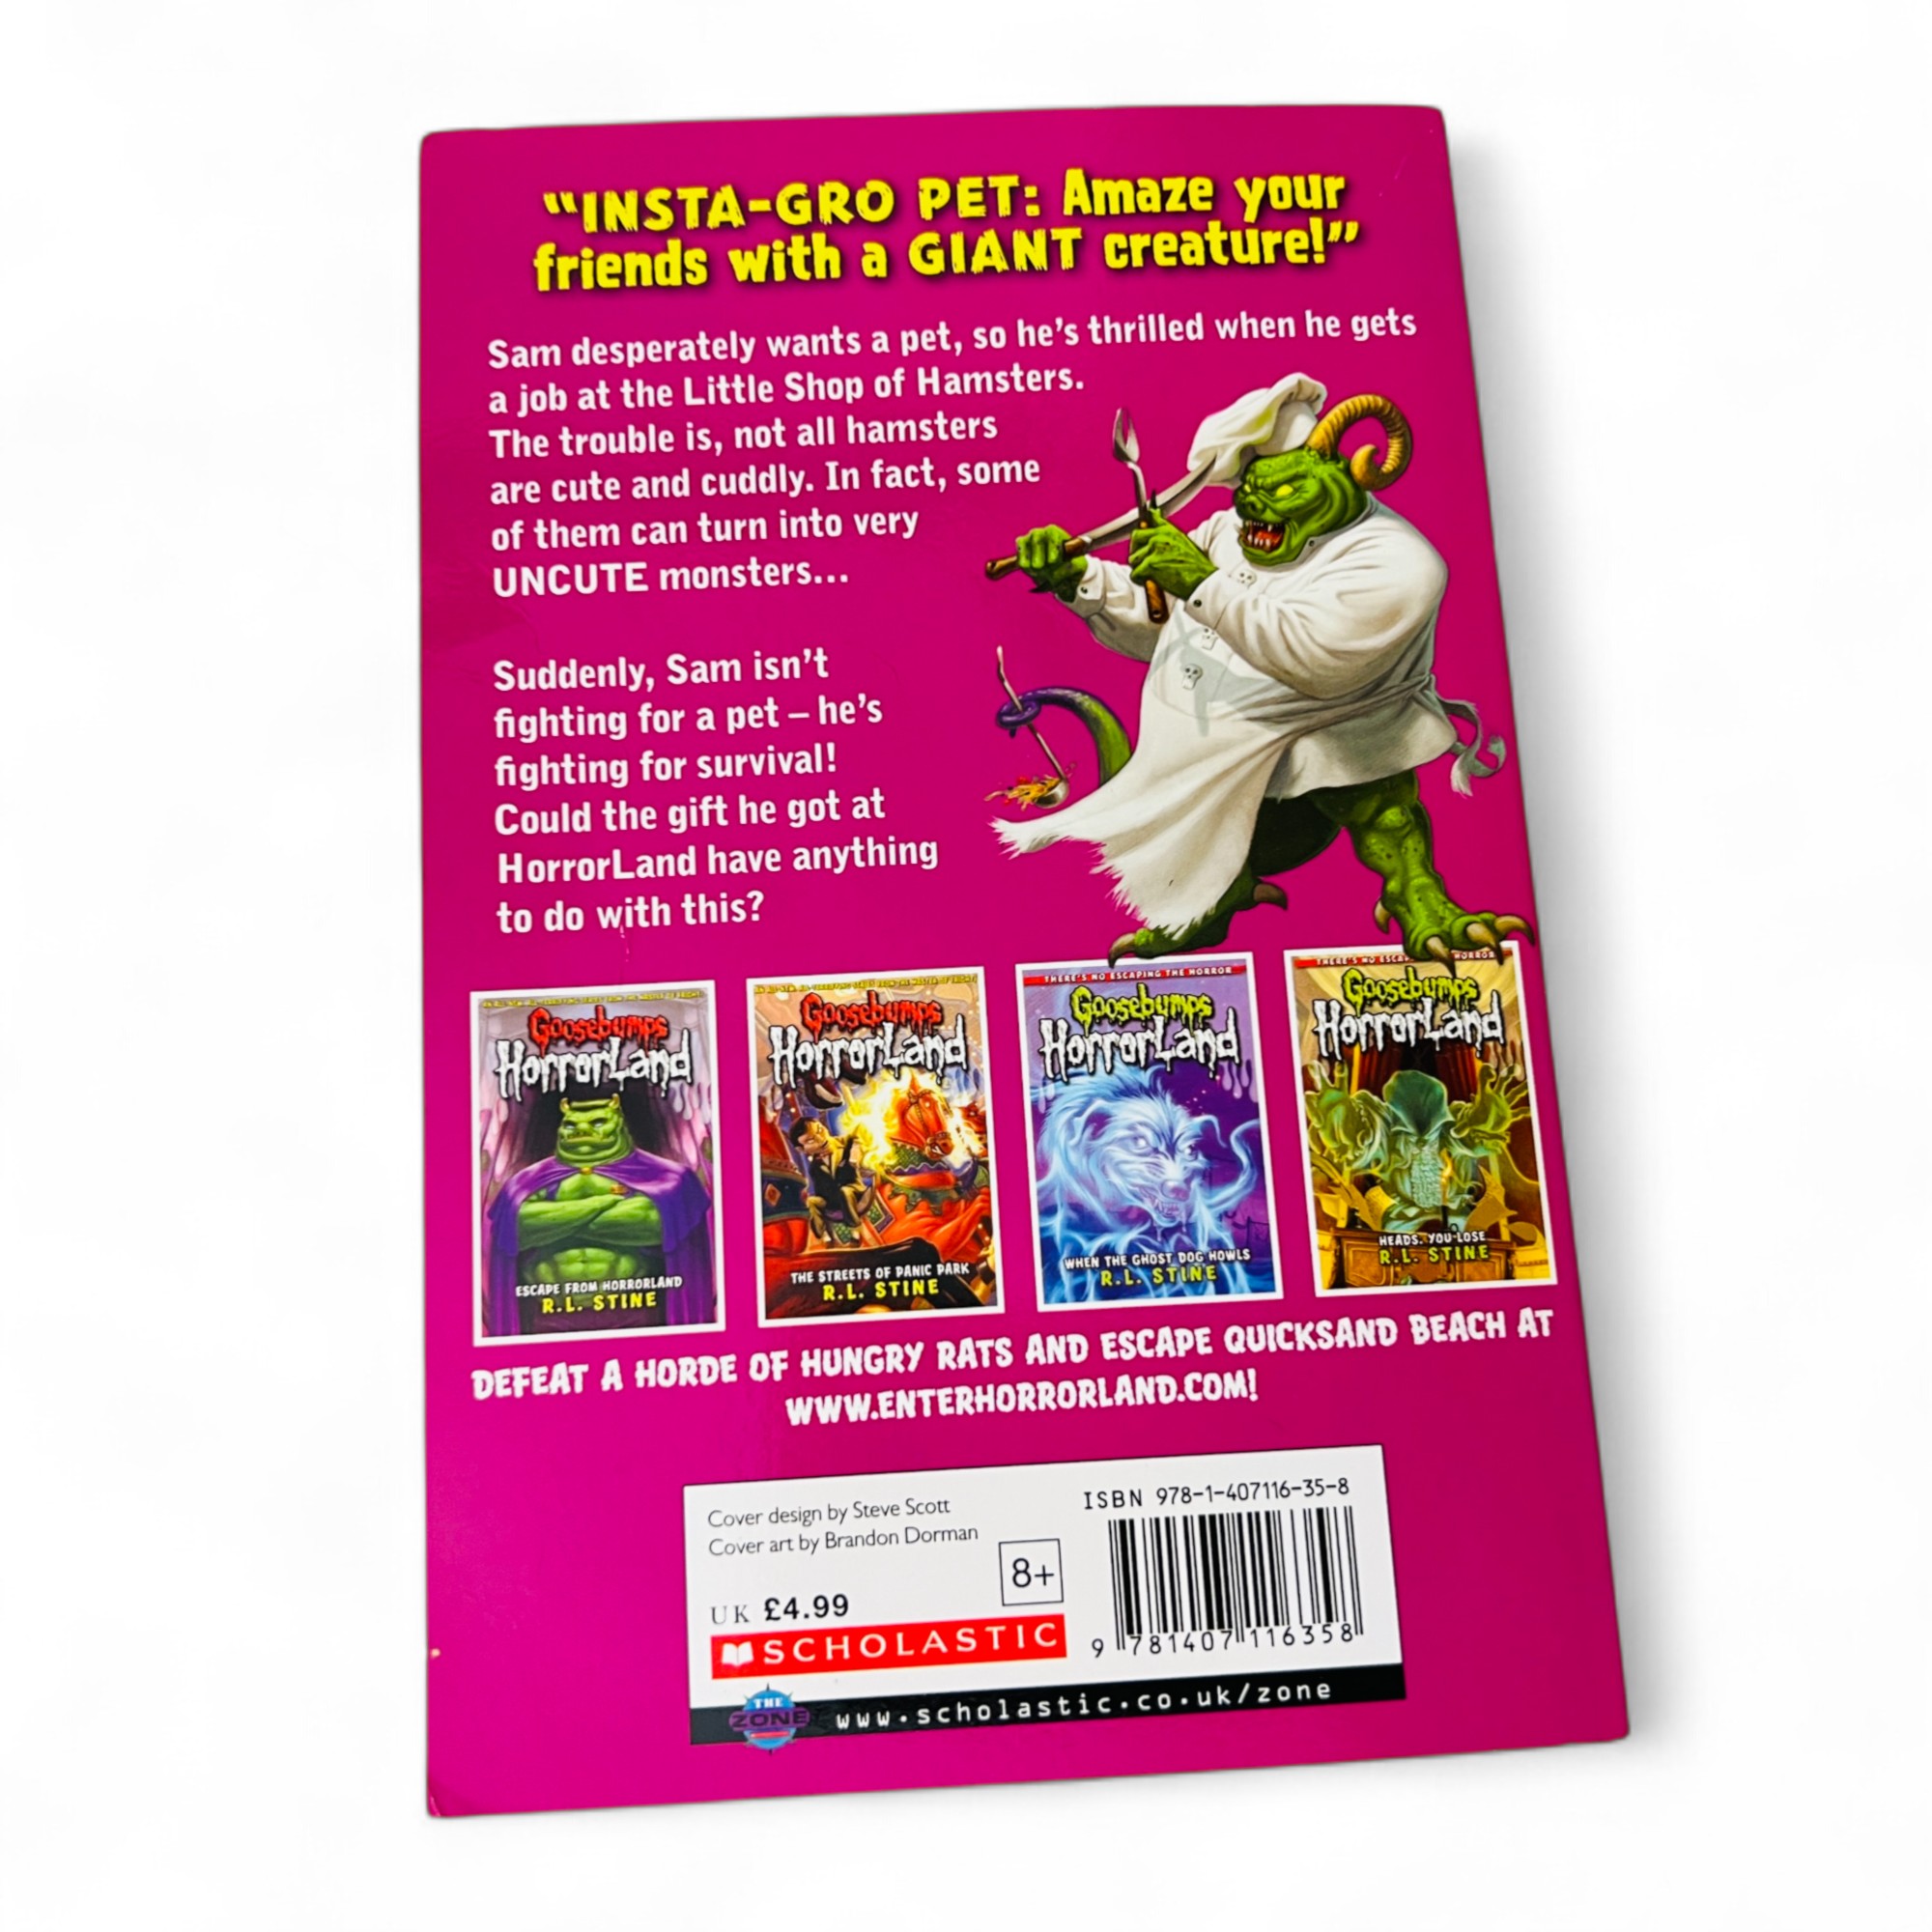 “INSTA-GRO PET: Amaze your
friends with a GIANT creature!”
Sam desperately wants a pet, so he’s thrilled when he gets
a job at the Little Shop of Hamsters.
The trouble is, not all hamsters
are cute and cuddly. In fact, some
of them can turn into very
UNCUTE monsters...
Suddenly, Sam isn’t
fighting for a pet – he’s
fighting for survival!
Could the gift he got at
HorrorLand have anything
to do with this?
Goosebumps
HorrorLand
ESCAPE FROM HORRORLAND
R.L. STINE
Goosebumps
HorrorLand
THE STREETS OF PANIC PARK
R.L. STINE
THERE'S NO ESCAPING THE HORROR
Goosebumps
HorrorLand
WHEN THE GHOST DOG HOWLS
R.L. STINE
THERE'S NO HORROR
Goosebumps
HorrorLand
HEADS, YOU LOSE
R.L. STINE
DEFEAT A HORDE OF HUNGRY RATS AND ESCAPE QUICKSAND BEACH AT
WWW.ENTERHORRORLAND.COM!
Cover design by Steve Scott
Cover art by Brandon Dorman
8+
UK £4.99
SCHOLASTIC
ISBN 978-1-407116-35-8
9 781407 116358
THE
ZONE
www.scholastic.co.uk/zone